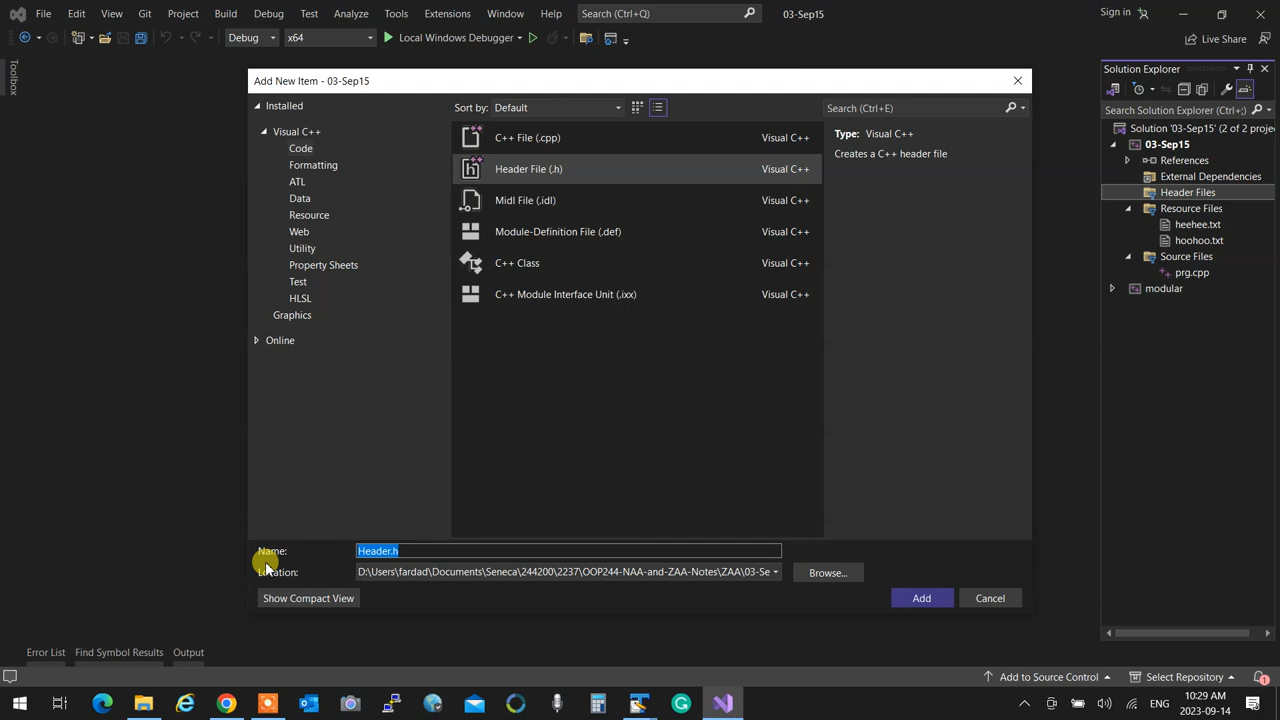 File Edit View Git Project Build Debug Test Analyze Tools Extensions Window Help Search (Ctrl+Q) 03-Sep15 Sign in
Debug x64 Local Windows Debugger Live Share
Toolbox
Add New Item - 03-Sep15
Installed
Visual C++
Code
Formatting
ATL
Data
Resource
Web
Utility
Property Sheets
Test
HLSL
Graphics
Online
Sort by: Default
C++ File (.cpp) Visual C++
Header File (.h) Visual C++
Midl File (.idl) Visual C++
Module-Definition File (.def) Visual C++
C++ Class Visual C++
C++ Module Interface Unit (.ixx) Visual C++
Search (Ctrl+E)
Type: Visual C++
Creates a C++ header file
Name: Header.h
Location: D:\Users\fardad\Documents\Seneca\244200\2237\OOP244-NAA-and-ZAA-Notes\ZAA\03-Se
Browse...
Show Compact View Add Cancel
Solution Explorer
Search Solution Explorer (Ctrl+;)
Solution '03-Sep15' (2 of 2 proje
03-Sep15
References
External Dependencies
Header Files
Resource Files
heehee.txt
hoohoo.txt
Source Files
prg.cpp
modular
Error List Find Symbol Results Output
Add to Source Control Select Repository 1
ENG 10:29 AM
2023-09-14